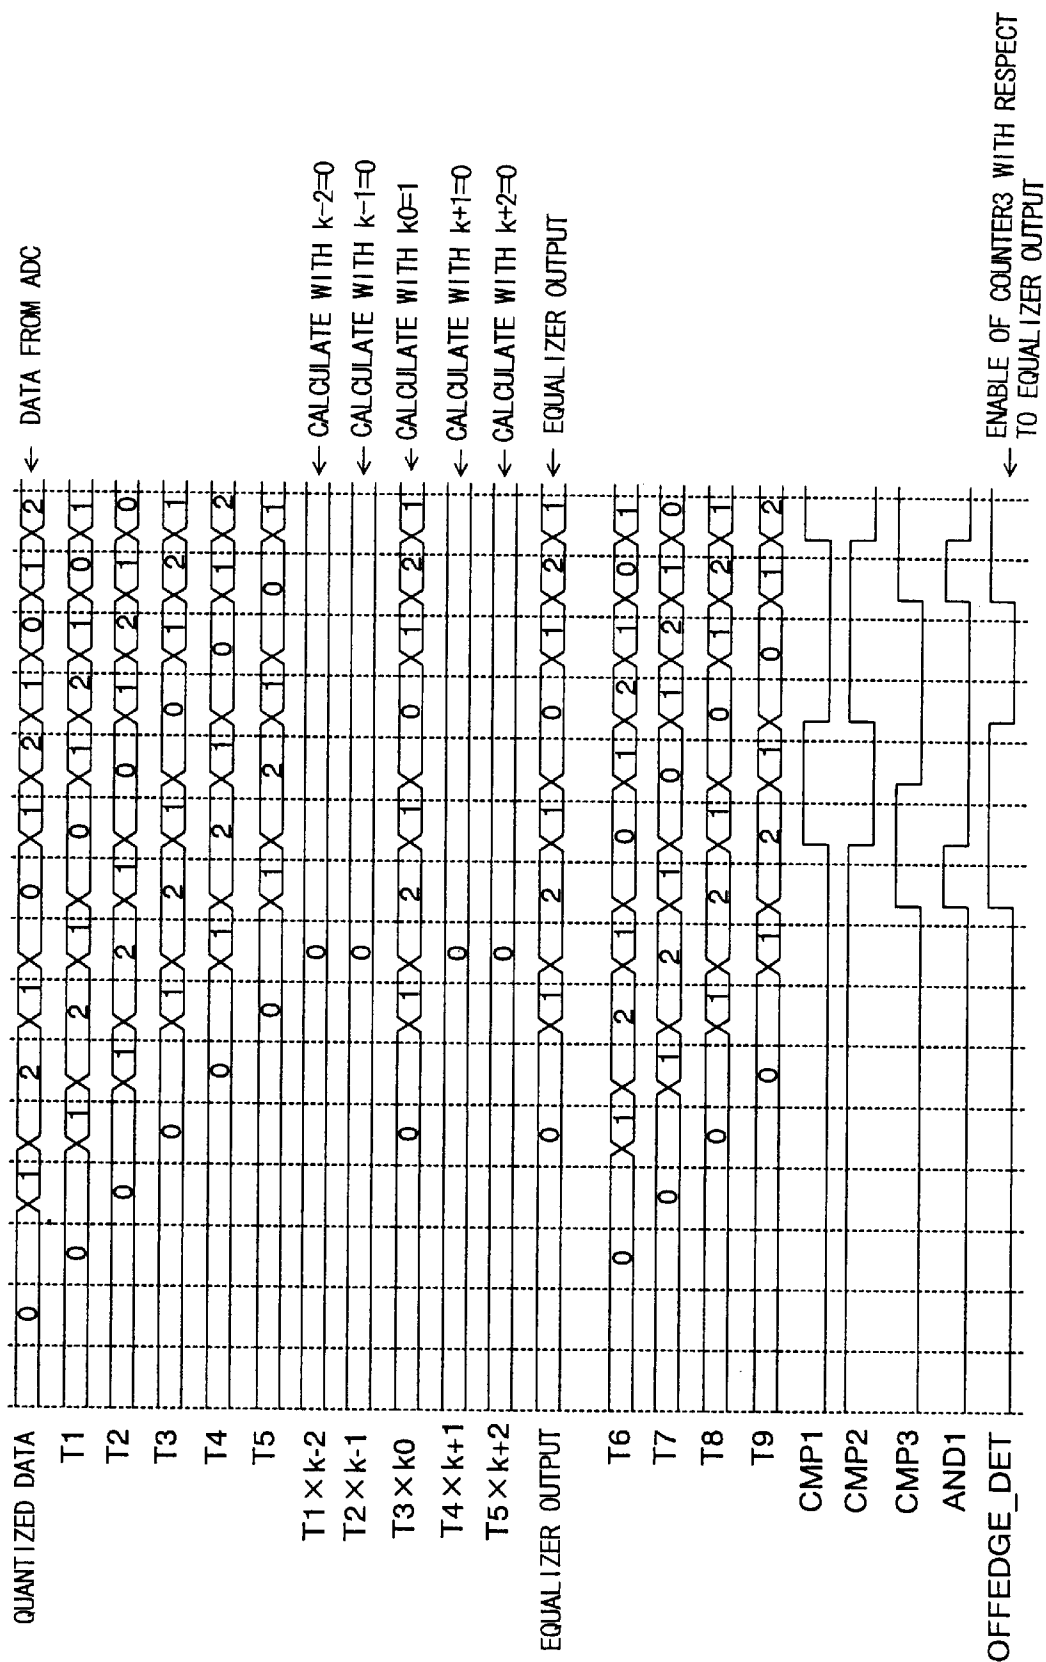 QUANTIZED DATA 0 1 2 1 0 1 2 1 0 1 2 ← DATA FROM ADC
T1 0 1 2 1 0 1 2 1 0 1
T2 0 1 2 1 0 1 2 1 0
T3 0 1 2 1 0 1 2 1
T4 0 1 2 1 0 1 2
T5 0 1 2 1 0 1
T1×k-2 0 ← CALCULATE WITH k-2=0
T2×k-1 0 ← CALCULATE WITH k-1=0
T3×k0 0 1 2 1 0 1 2 1 ← CALCULATE WITH k0=1
T4×k+1 0 ← CALCULATE WITH k+1=0
T5×k+2 0 ← CALCULATE WITH k+2=0
EQUALIZER OUTPUT 0 1 2 1 0 1 2 1 ← EQUALIZER OUTPUT
T6 0 1 2 1 0 1 2 1 0 1
T7 0 1 2 1 0 1 2 1 0
T8 0 1 2 1 0 1 2 1
T9 0 1 2 1 0 1 2
CMP1
CMP2
CMP3
AND1
OFFEDGE_DET ← ENABLE OF COUNTER3 WITH RESPECT
TO EQUALIZER OUTPUT